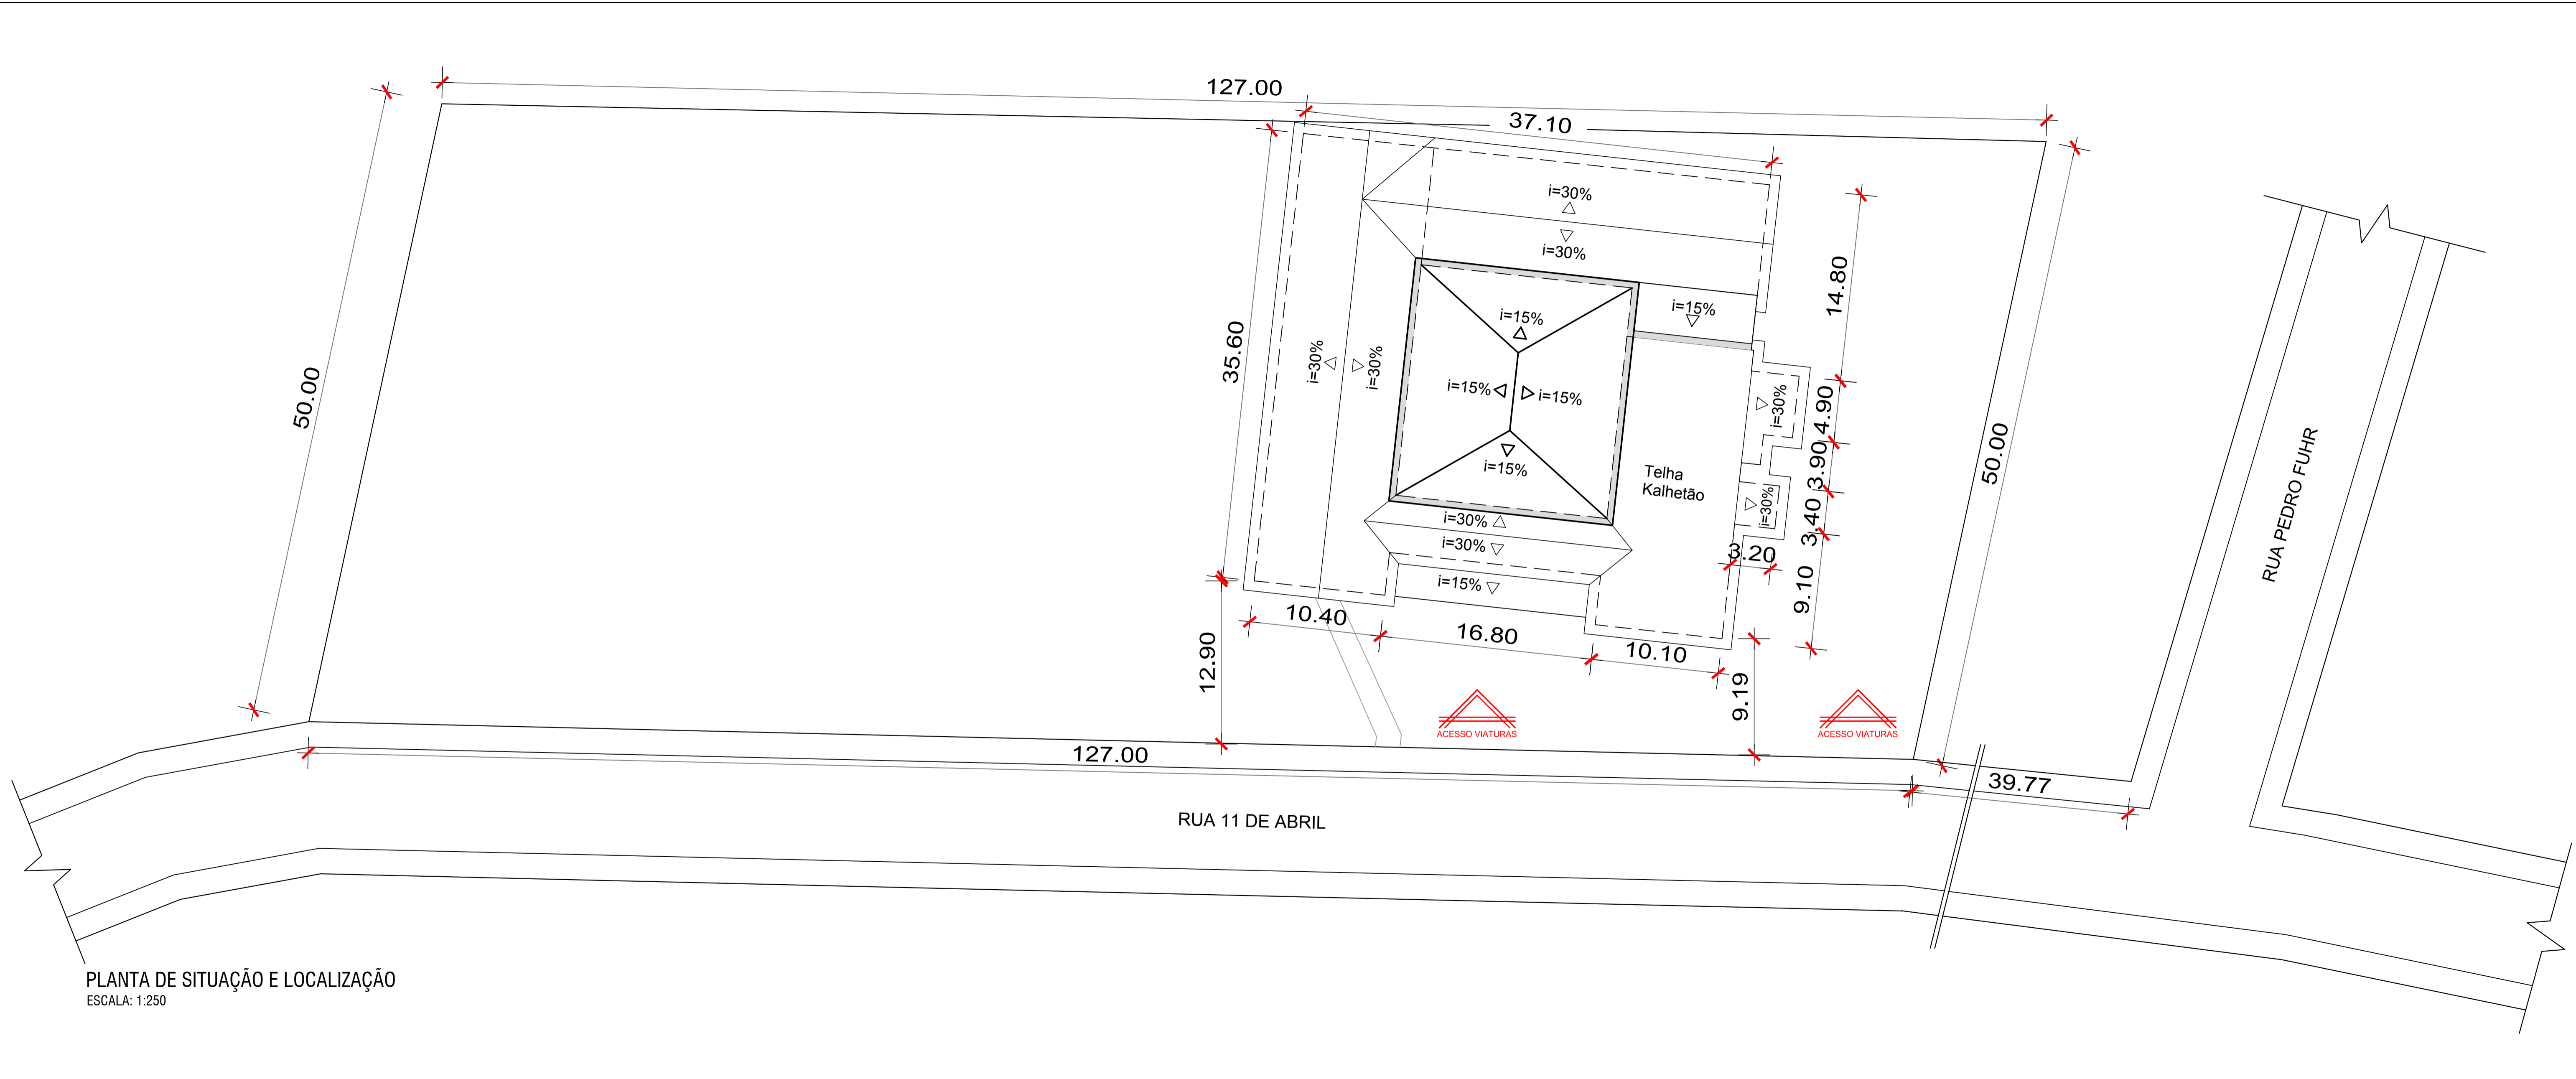 127.00
37.10
i=30%
i=30%
14.80
i=15%
i=15%
35.60
i=30%
i=30%
50.00
i=15%
i=15%
i=30%
4.90
50.00
3.90
i=15%
Telha
Kalhetão
i=30%
3.40
i=30%
i=30%
3.20
i=15%
9.10
RUA PEDRO FUHR
10.40
16.80
10.10
12.90
9.19
ACESSO VIATURAS
ACESSO VIATURAS
127.00
39.77
RUA 11 DE ABRIL
PLANTA DE SITUAÇÃO E LOCALIZAÇÃO
ESCALA: 1:250